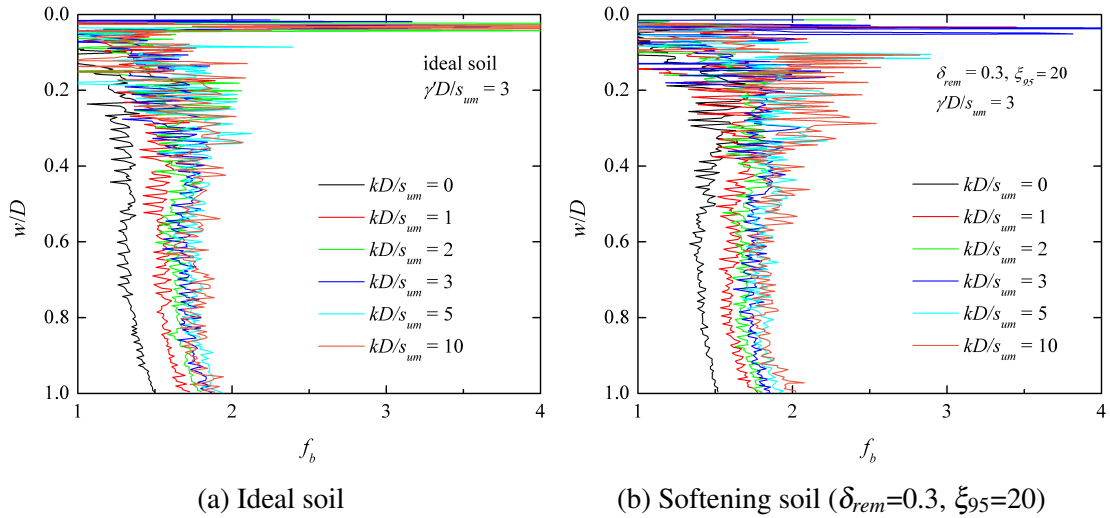 ideal soil
γ'D/s_um = 3
kD/s_um = 0
kD/s_um = 1
kD/s_um = 2
kD/s_um = 3
kD/s_um = 5
kD/s_um = 10
0.0
0.2
0.4
0.6
0.8
1.0
w/D
1
2
3
4
f_b
(a) Ideal soil
δ_rem = 0.3, ξ_95 = 20
γ'D/s_um = 3
kD/s_um = 0
kD/s_um = 1
kD/s_um = 2
kD/s_um = 3
kD/s_um = 5
kD/s_um = 10
0.0
0.2
0.4
0.6
0.8
1.0
w/D
1
2
3
4
f_b
(b) Softening soil (δ_rem=0.3, ξ_95=20)